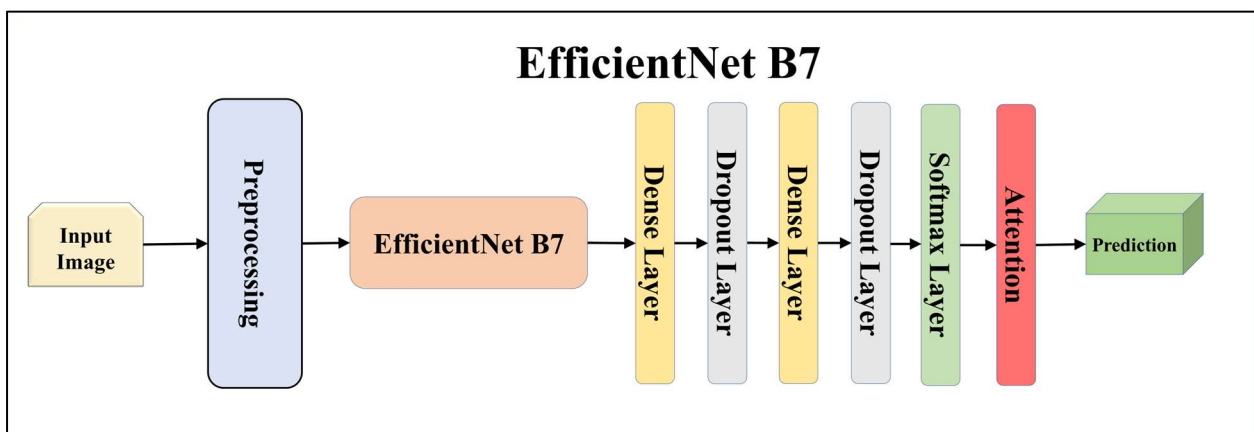 EfficientNet B7
Input
Image
Preprocessing
EfficientNet B7
Dense Layer
Dropout Layer
Dense Layer
Dropout Layer
Softmax Layer
Attention
Prediction